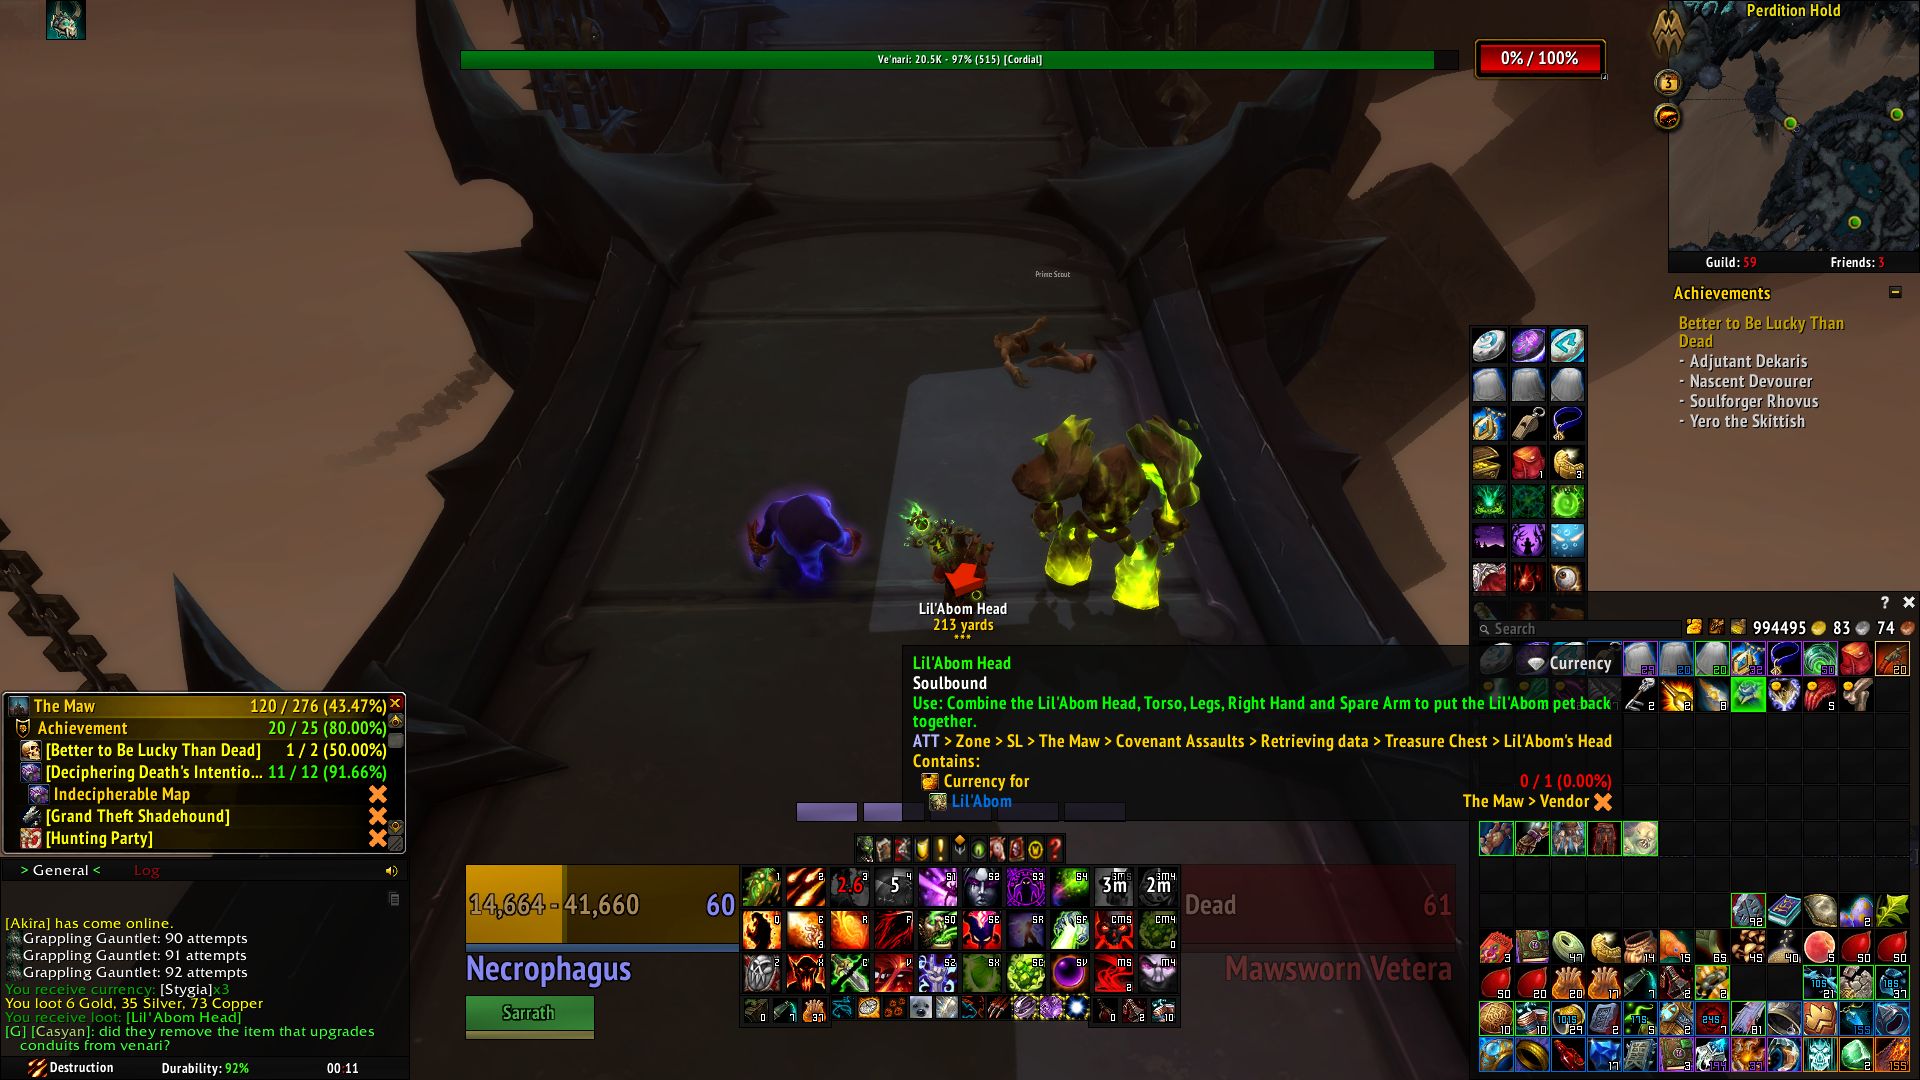 Perdition Hold
Ve'nari: 20.5K - 97% (515) [Cordial]
0% / 100%
3
Guild: 59
Friends: 3
Achievements
Better to Be Lucky Than
Dead
- Adjutant Dekaris
- Nascent Devourer
- Soulforger Rhovus
- Yero the Skittish
Prime Scout
Lil'Abom Head
213 yards
***
? 
Search
994495 83 74
Lil'Abom Head
Currency
Soulbound
Use: Combine the Lil'Abom Head, Torso, Legs, Right Hand and Spare Arm to put the Lil'Abom pet back
together.
ATT > Zone > SL > The Maw > Covenant Assaults > Retrieving data > Treasure Chest > Lil'Abom's Head
Contains:
Currency for
0 / 1 (0.00%)
Lil'Abom
The Maw > Vendor
The Maw
120 / 276 (43.47%)
Achievement
20 / 25 (80.00%)
[Better to Be Lucky Than Dead]
1 / 2 (50.00%)
[Deciphering Death's Intentio...
11 / 12 (91.66%)
Indecipherable Map
[Grand Theft Shadehound]
[Hunting Party]
> General <
Log
[Akîra] has come online.
Grappling Gauntlet: 90 attempts
Grappling Gauntlet: 91 attempts
Grappling Gauntlet: 92 attempts
You receive currency: [Stygia]x3
You loot 6 Gold, 35 Silver, 73 Copper
You receive loot: [Lil'Abom Head]
[G] [Casyan]: did they remove the item that upgrades
conduits from venari?
Destruction
Durability: 92%
00:11
14,664 - 41,660
60
Necrophagus
Sarrath
2.6
5
3m
2m
Dead
61
Mawsworn Vetera